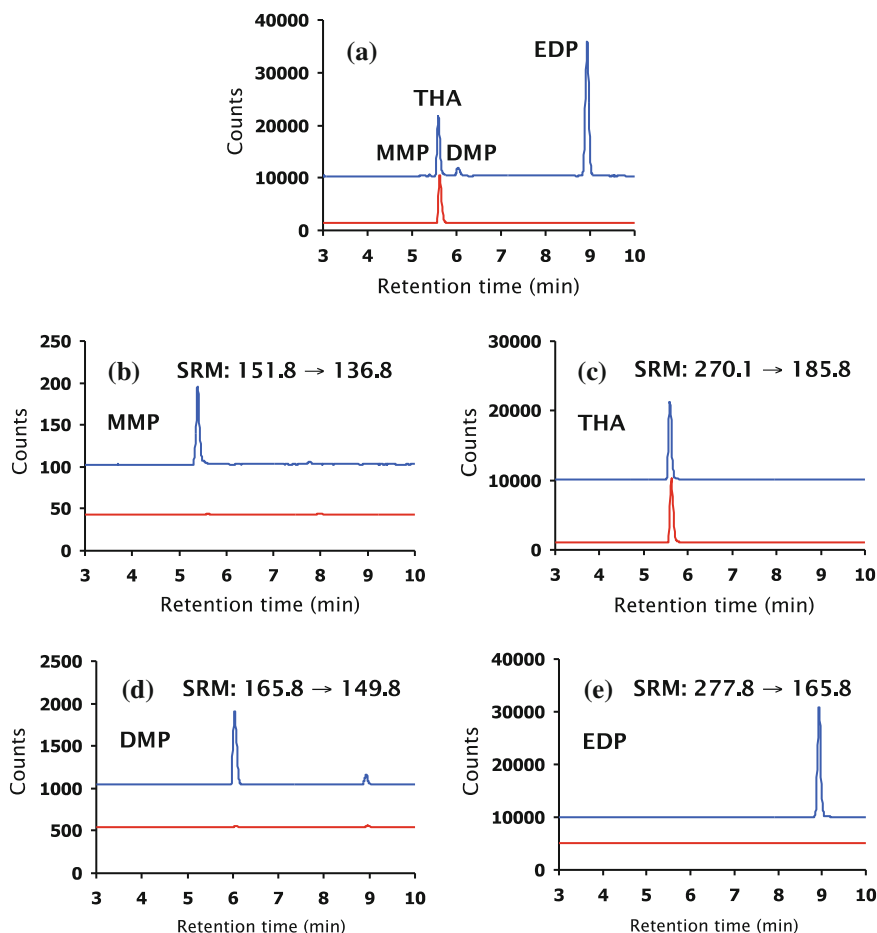 (a)
EDP
THA
MMP DMP
Counts
40000
30000
20000
10000
0
3 4 5 6 7 8 9 10
Retention time (min)
(b) SRM: 151.8 → 136.8
MMP
Counts
250
200
150
100
50
0
3 4 5 6 7 8 9 10
Retention time (min)
(c) SRM: 270.1 → 185.8
THA
Counts
30000
20000
10000
0
3 4 5 6 7 8 9 10
Retention time (min)
(d) SRM: 165.8 → 149.8
DMP
Counts
2500
2000
1500
1000
500
0
3 4 5 6 7 8 9 10
Retention time (min)
(e) SRM: 277.8 → 165.8
EDP
Counts
40000
30000
20000
10000
0
3 4 5 6 7 8 9 10
Retention time (min)